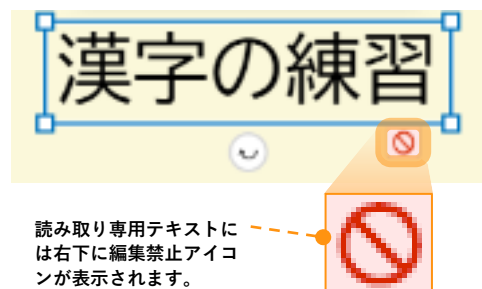 漢字の練習
読み取り専用テキストに
は右下に編集禁止アイコ
ンが表示されます。